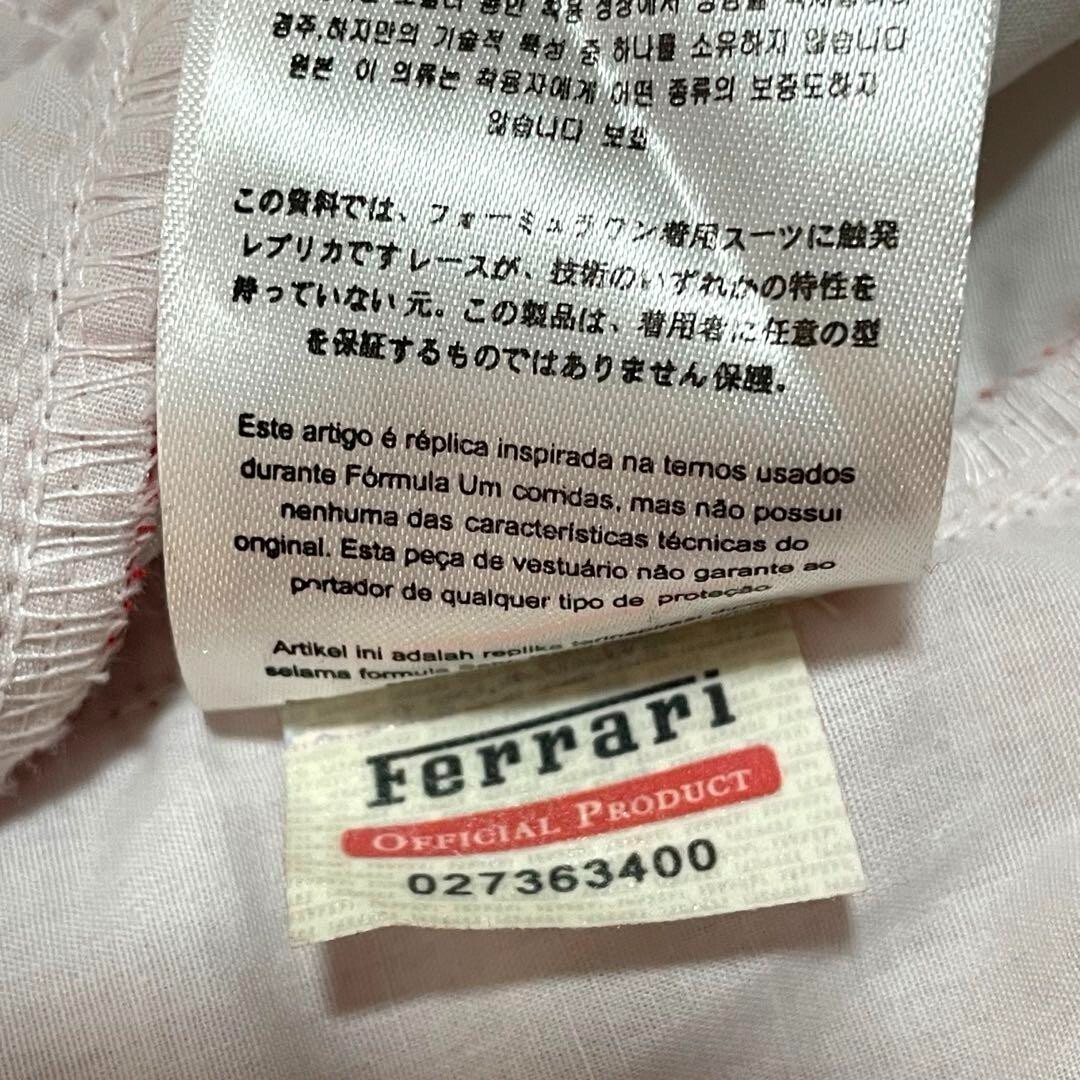 경주,하지만의 기술적 특성 중 하나를 소유하지 않습니다
원본 이 의류는 착용자에게 어떤 종류의 보증도하지
않습니다 보호
この資料では、フォーミュラワン着用スーツに触発
レプリカですレースが、技術のいずれかの特性を
持っていない 元。この製品は、着用者に任意の型
を保証するものではありません 保護。
Este artigo é réplica inspirada na ternos usados
durante Fórmula Um corridas, mas não possui
nenhuma das características técnicas do
original. Esta peça de vestuário não garante ao
portador de qualquer tipo de proteção
Artikel ini adalah replika
selama formula
Ferrari
OFFICIAL PRODUCT
027363400